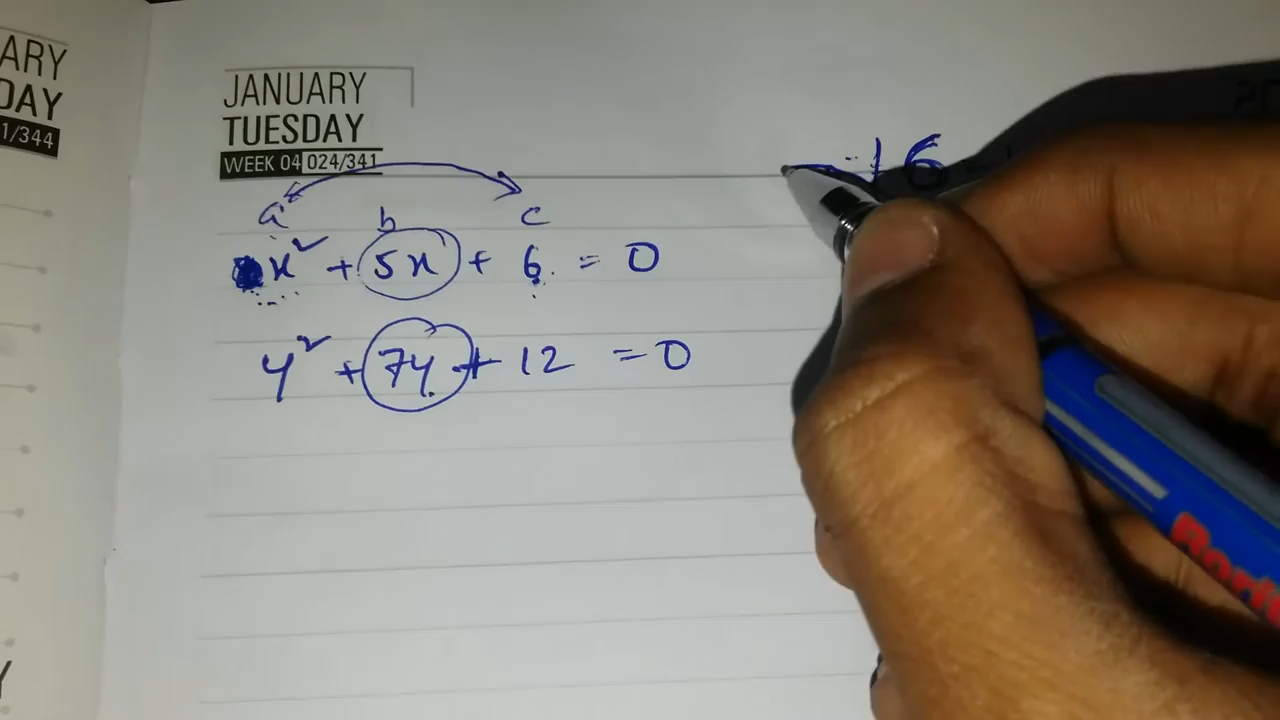 ARY
DAY
1/344
JANUARY
TUESDAY
WEEK 04 024/341
16
a b c
x² + 5x + 6 = 0
y² + 7y + 12 = 0